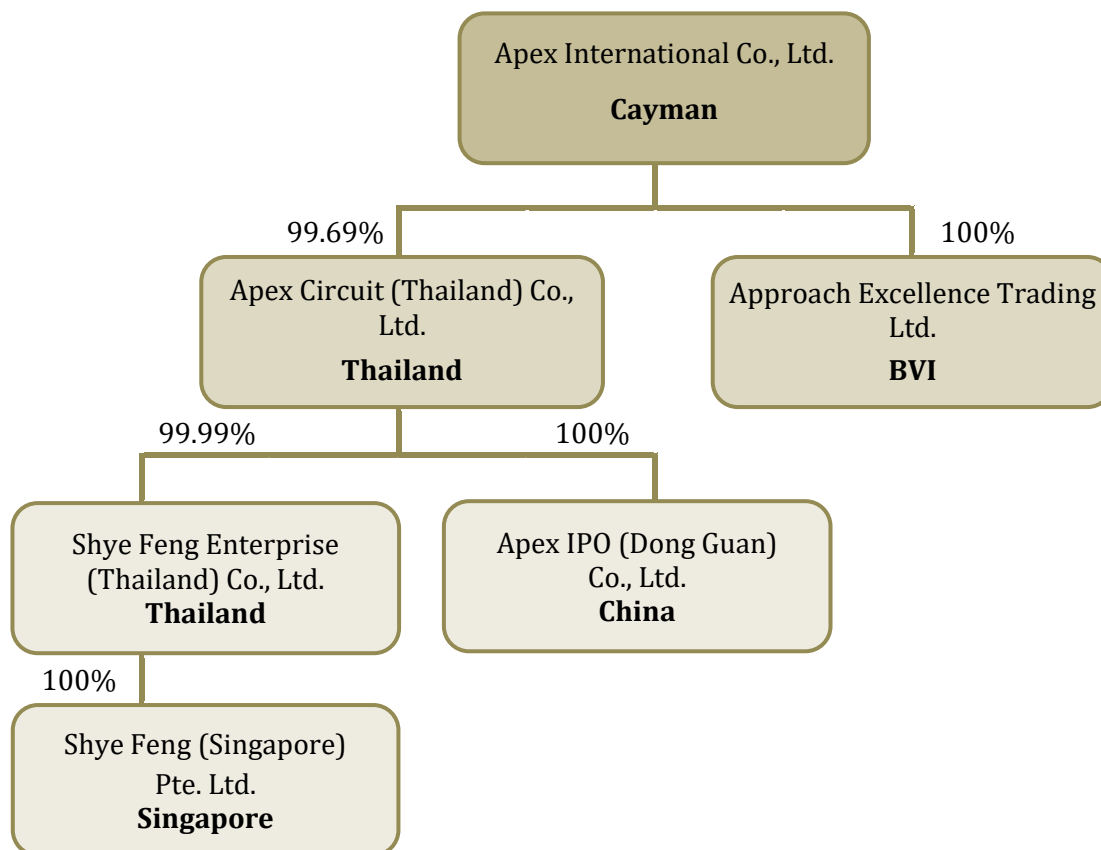 Apex International Co., Ltd.
Cayman
99.69%
100%
Apex Circuit (Thailand) Co.,
Ltd.
Thailand
Approach Excellence Trading
Ltd.
BVI
99.99%
100%
Shye Feng Enterprise
(Thailand) Co., Ltd.
Thailand
Apex IPO (Dong Guan)
Co., Ltd.
China
100%
Shye Feng (Singapore)
Pte. Ltd.
Singapore